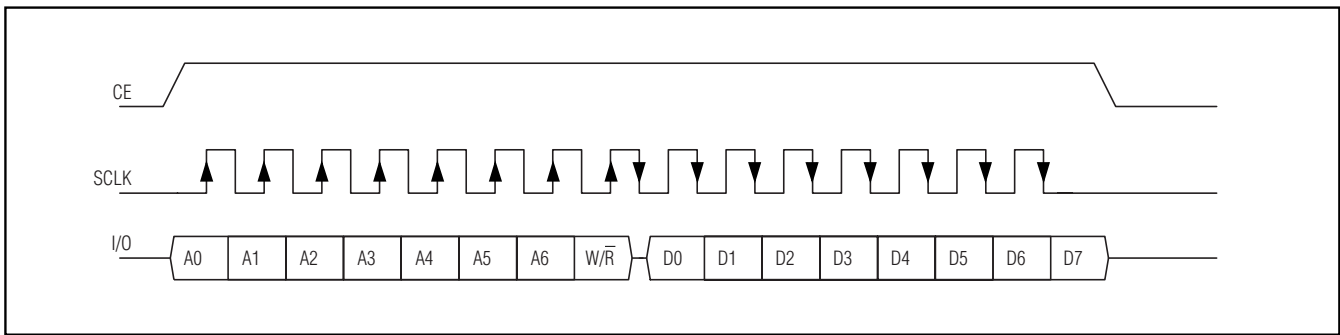 CE
SCLK
I/O A0 A1 A2 A3 A4 A5 A6 W/R̅ D0 D1 D2 D3 D4 D5 D6 D7